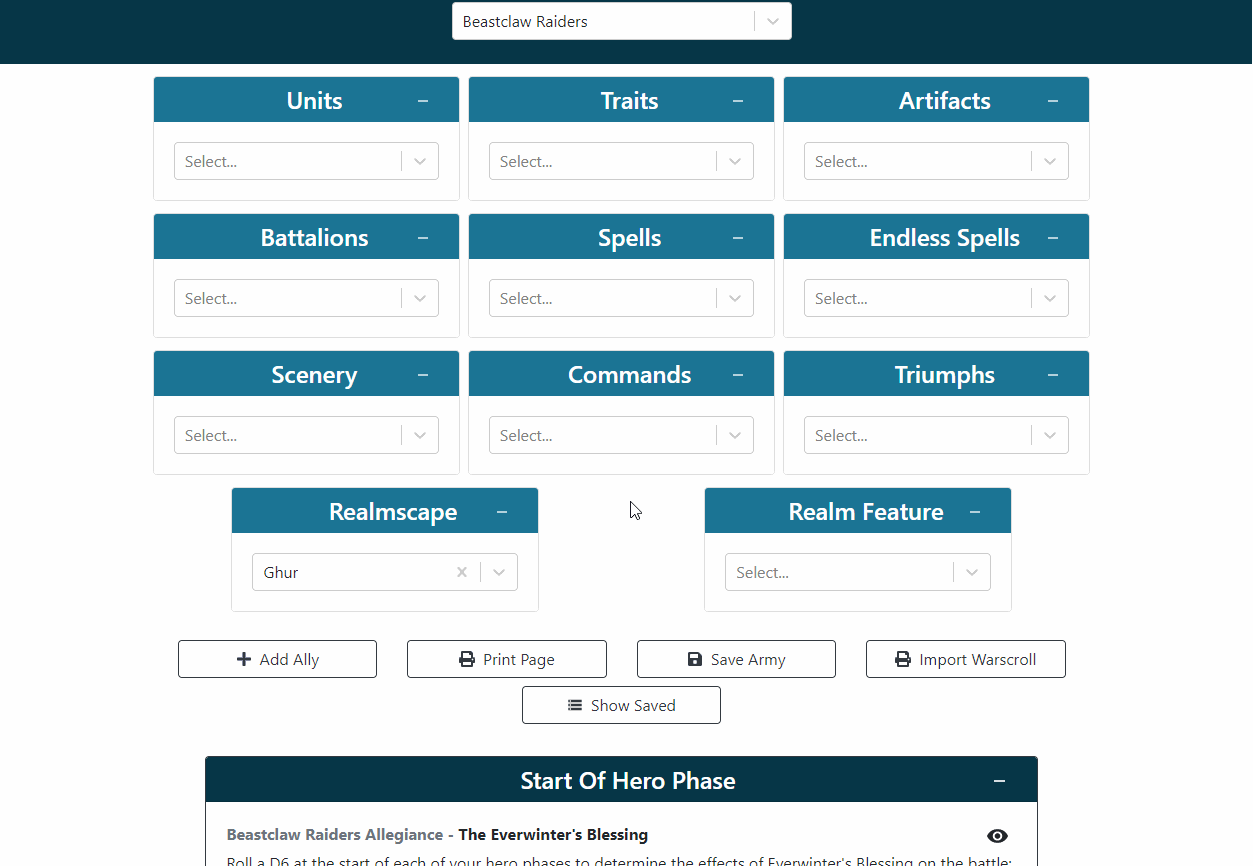 Beastclaw Raiders
Units Traits Artifacts
Select... Select... Select...
Battalions Spells Endless Spells
Select... Select... Select...
Scenery Commands Triumphs
Select... Select... Select...
Realmscape Realm Feature
Ghur Select...
Add Ally Print Page Save Army Import Warscroll
Show Saved
Start Of Hero Phase
Beastclaw Raiders Allegiance - The Everwinter's Blessing
Roll a D6 at the start of each of your hero phases to determine the effects of Everwinter's Blessing on the battle: